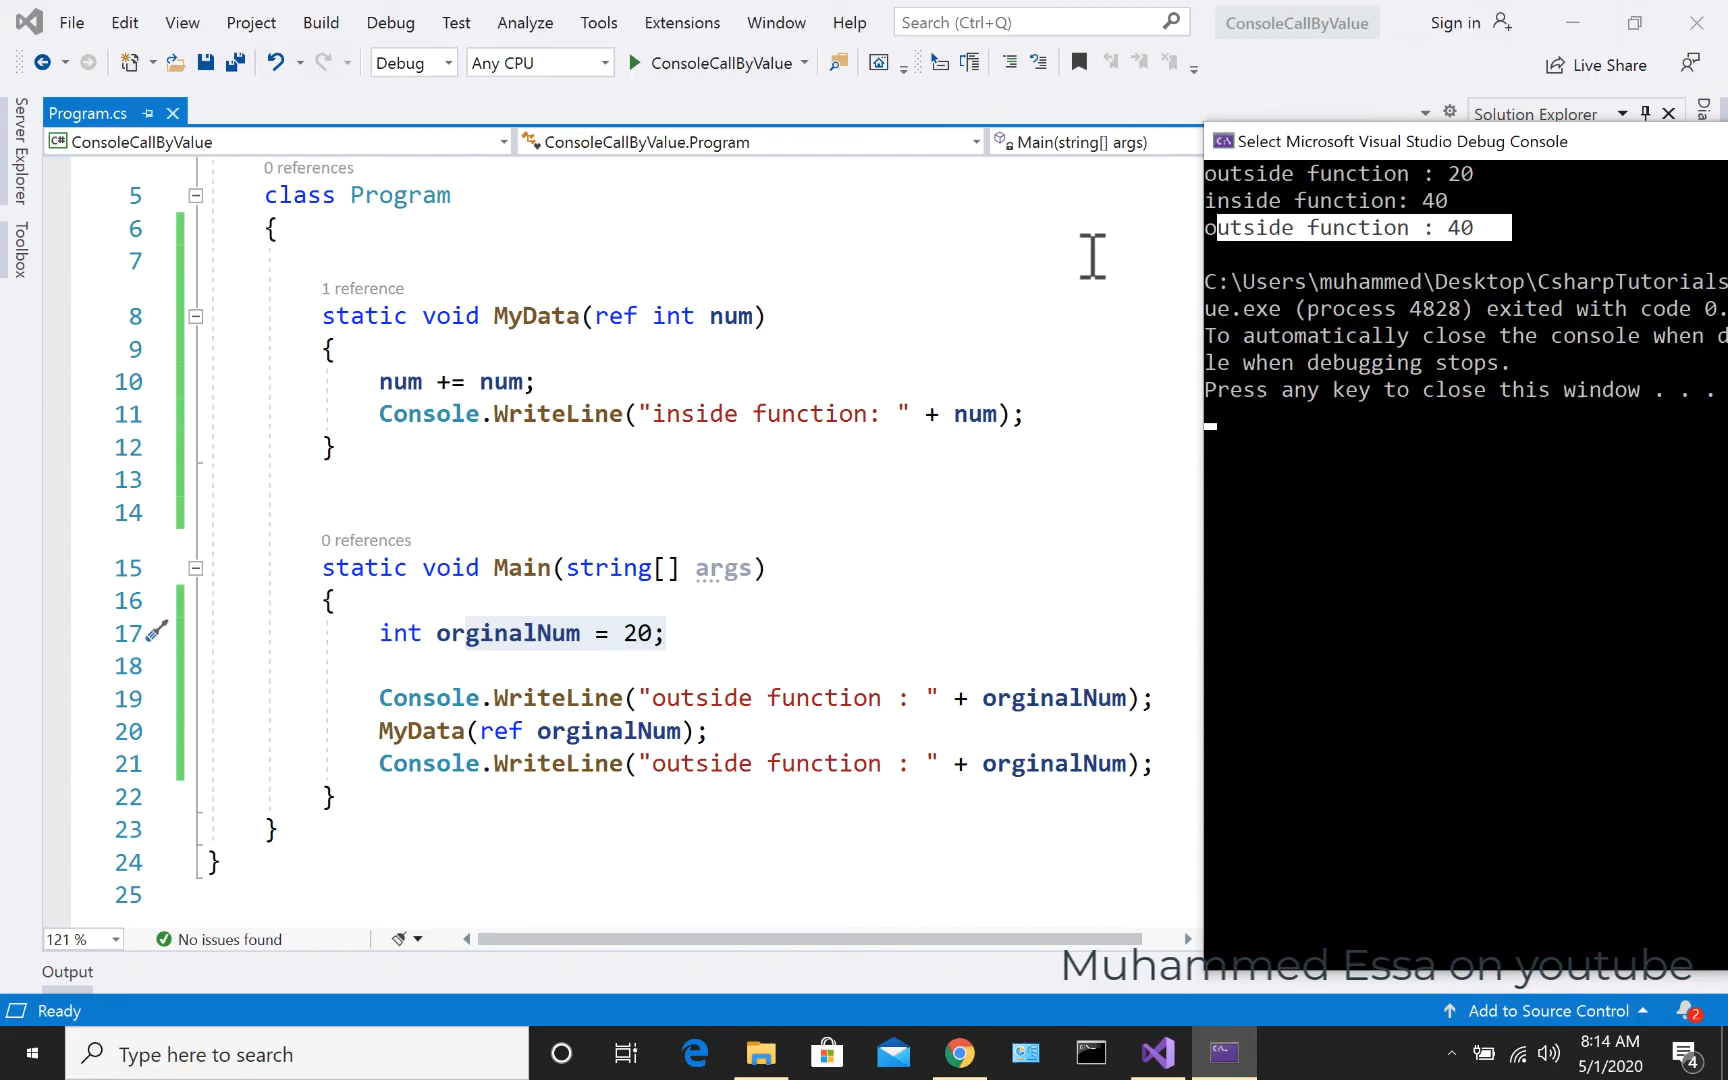 File Edit View Project Build Debug Test Analyze Tools Extensions Window Help Search (Ctrl+Q) ConsoleCallByValue Sign in
Debug Any CPU ConsoleCallByValue Live Share
Server Explorer
Toolbox
Program.cs
Solution Explorer
ConsoleCallByValue ConsoleCallByValue.Program Main(string[] args)
0 references
5 class Program
6 {
7
1 reference
8 static void MyData(ref int num)
9 {
10 num += num;
11 Console.WriteLine("inside function: " + num);
12 }
13
14
0 references
15 static void Main(string[] args)
16 {
17 int orginalNum = 20;
18
19 Console.WriteLine("outside function : " + orginalNum);
20 MyData(ref orginalNum);
21 Console.WriteLine("outside function : " + orginalNum);
22 }
23 }
24 }
25
Select Microsoft Visual Studio Debug Console
outside function : 20
inside function: 40
outside function : 40
C:\Users\muhammed\Desktop\CsharpTutorials
ue.exe (process 4828) exited with code 0.
To automatically close the console when d
le when debugging stops.
Press any key to close this window . . .
121 % No issues found
Muhammed Essa on youtube
Output
Ready Add to Source Control 2
Type here to search
8:14 AM
5/1/2020
4